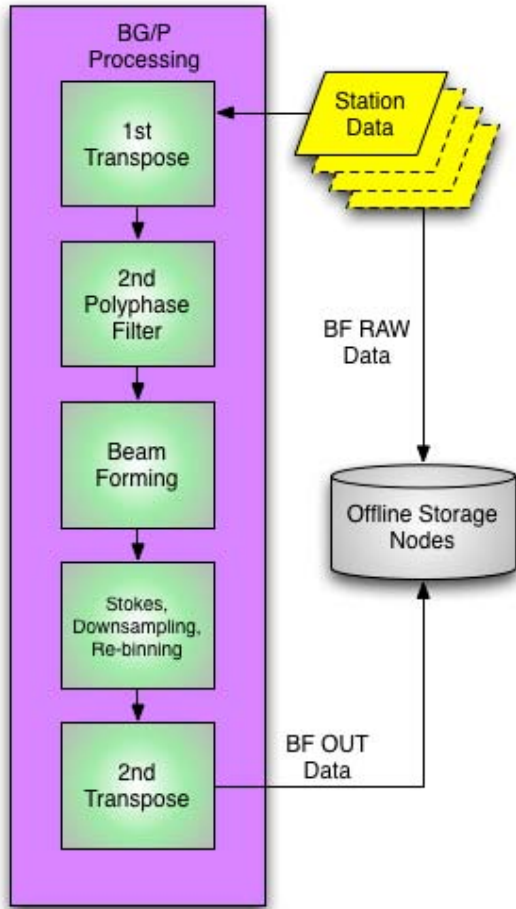 BG/P
Processing
1st
Transpose
Station
Data
2nd
Polyphase
Filter
BF RAW
Data
Beam
Forming
Offline Storage
Nodes
Stokes,
Downsampling,
Re-binning
2nd
Transpose
BF OUT
Data